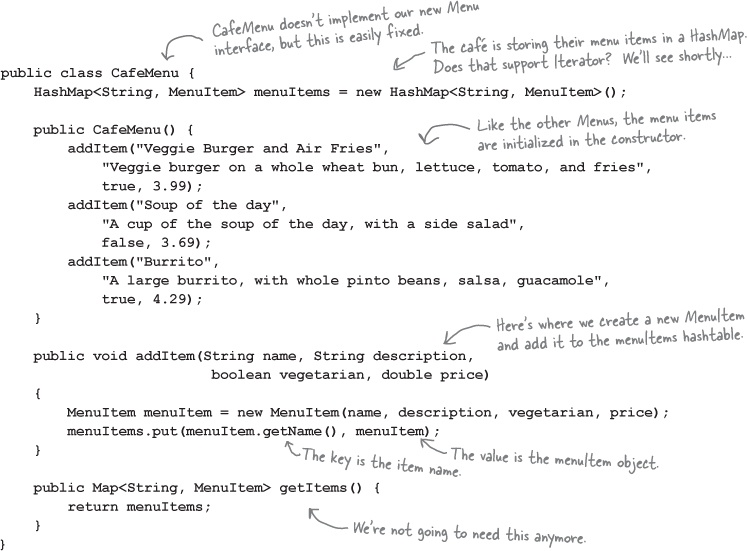 CafeMenu doesn't implement our new Menu
interface, but this is easily fixed.
The café is storing their menu items in a HashMap.
Does that support Iterator? We'll see shortly...
public class CafeMenu {
HashMap<String, MenuItem> menuItems = new HashMap<String, MenuItem>();
public CafeMenu() {
Like the other Menus, the menu items
are initialized in the constructor.
addItem("Veggie Burger and Air Fries",
"Veggie burger on a whole wheat bun, lettuce, tomato, and fries",
true, 3.99);
addItem("Soup of the day",
"A cup of the soup of the day, with a side salad",
false, 3.69);
addItem("Burrito",
"A large burrito, with whole pinto beans, salsa, guacamole",
true, 4.29);
}
Here's where we create a new MenuItem
and add it to the menuItems hashtable.
public void addItem(String name, String description,
boolean vegetarian, double price)
{
MenuItem menuItem = new MenuItem(name, description, vegetarian, price);
menuItems.put(menuItem.getName(), menuItem);
}
The key is the item name.
The value is the menuItem object.
public Map<String, MenuItem> getItems() {
return menuItems;
}
We're not going to need this anymore.
}